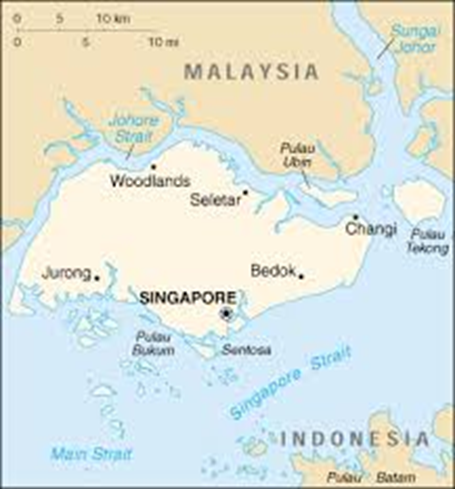 0 5 10 km
0 5 10 mi
Sungai
Johor
MALAYSIA
Johore
Strait
Pulau
Ubin
Woodlands
Seletar
Changi
Pulau
Tekong
Jurong
Bedok
SINGAPORE
Pulau
Bukum
Sentosa
Singapore Strait
Main Strait
INDONESIA
Pulau Batam